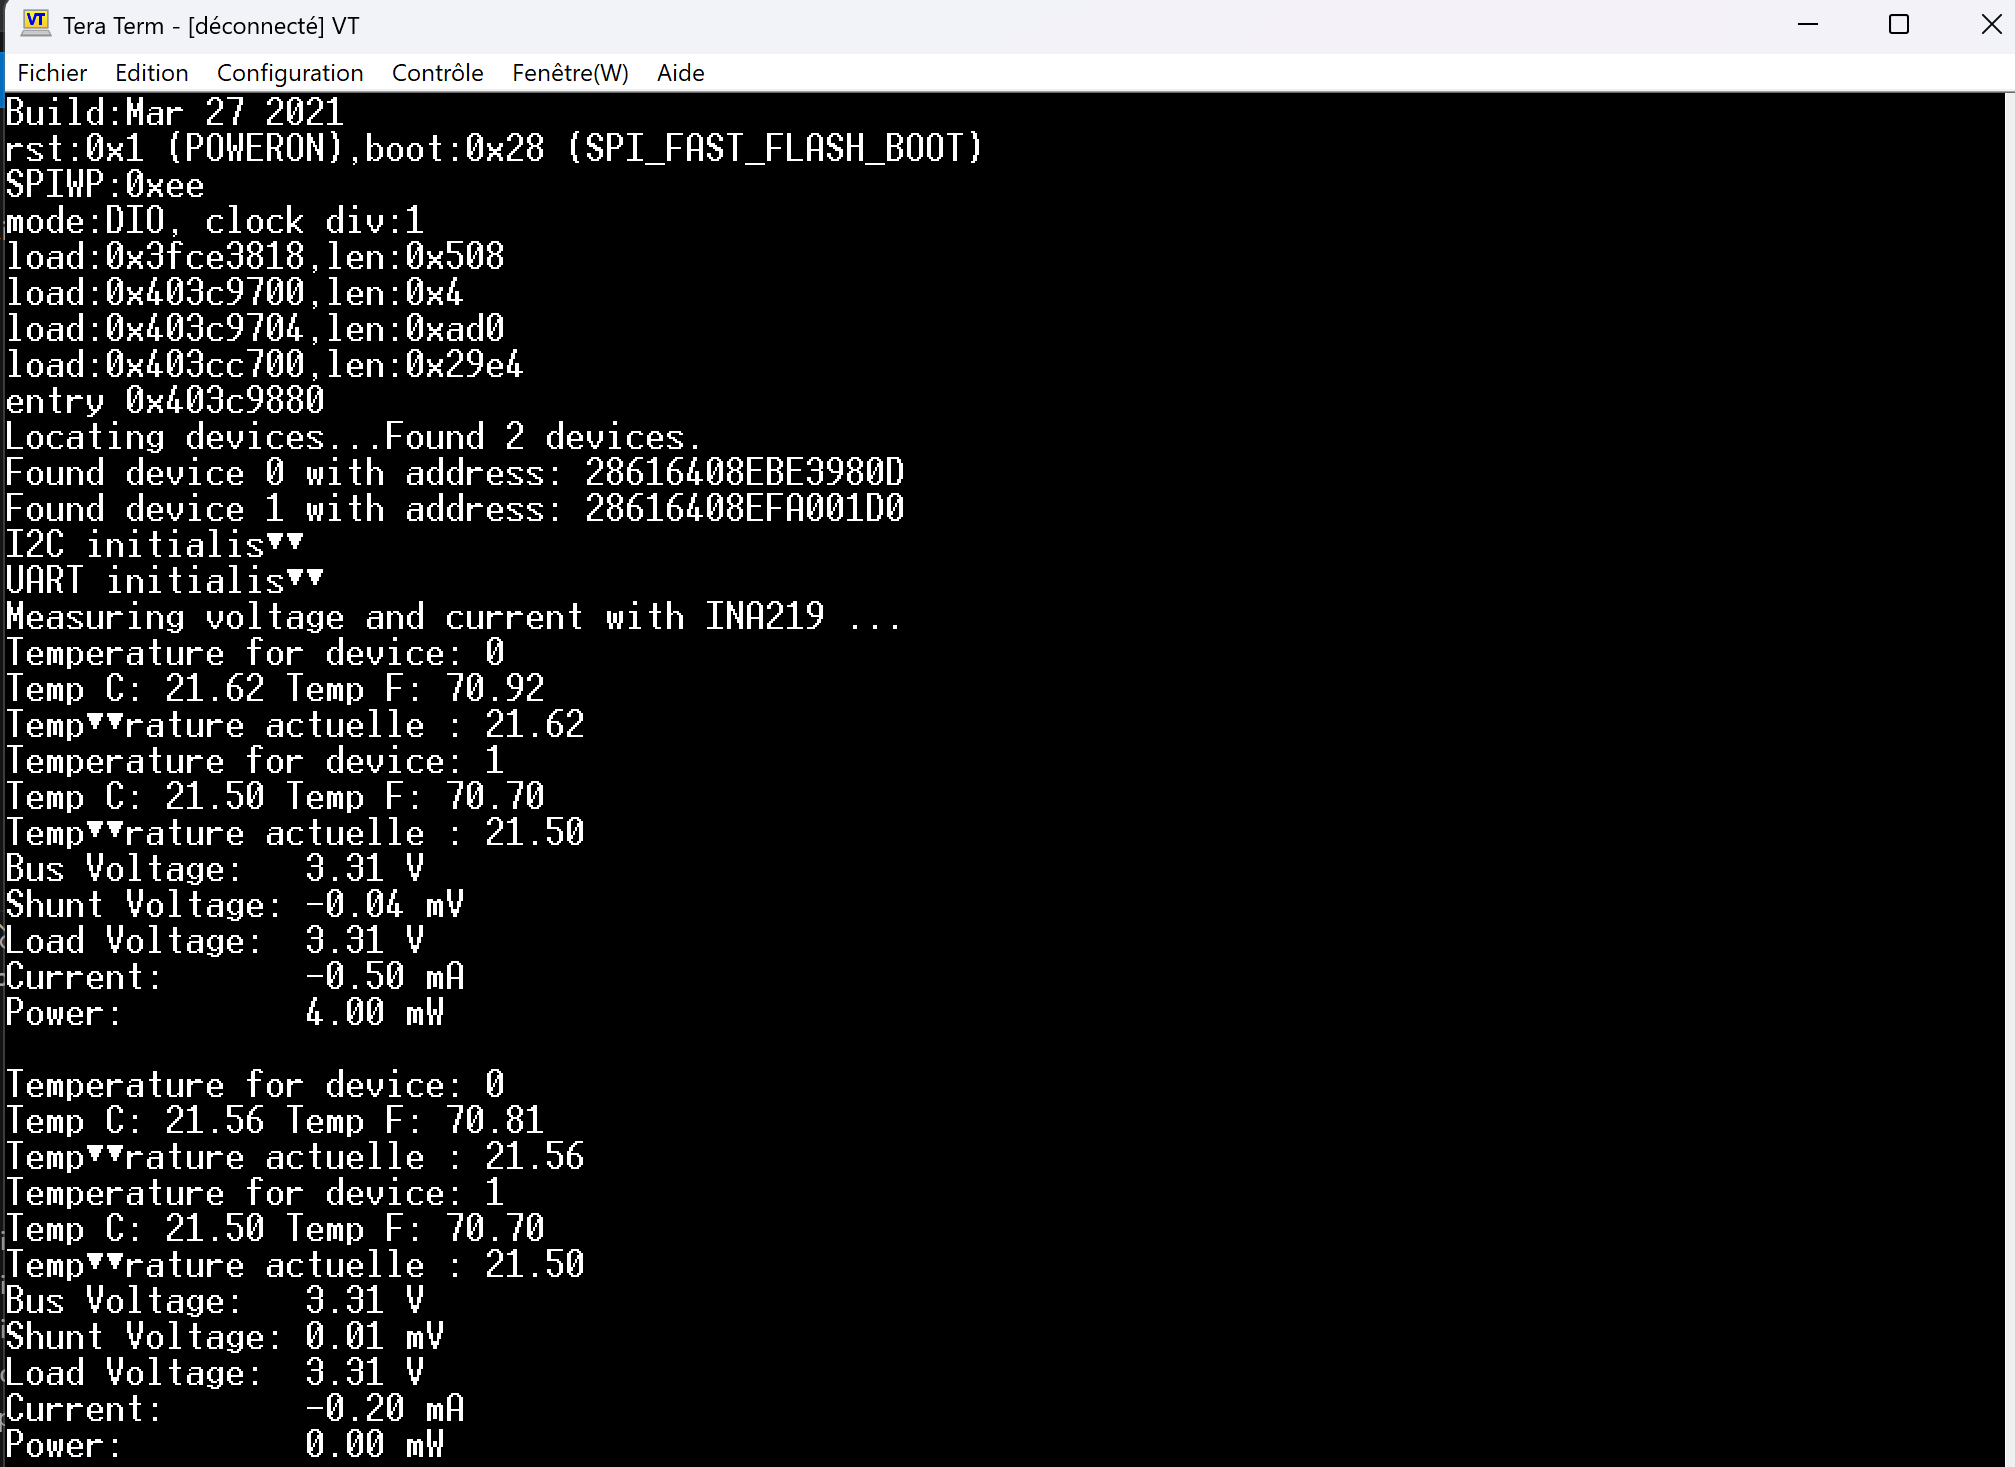 Tera Term - [déconnecté] VT
Fichier Edition Configuration Contrôle Fenêtre(W) Aide
Build:Mar 27 2021
rst:0x1 (POWERON),boot:0x28 (SPI_FAST_FLASH_BOOT)
SPIWP:0xee
mode:DIO, clock div:1
load:0x3fce3818,len:0x508
load:0x403c9700,len:0x4
load:0x403c9704,len:0xad0
load:0x403cc700,len:0x29e4
entry 0x403c9880
Locating devices...Found 2 devices.
Found device 0 with address: 28616408EBE3980D
Found device 1 with address: 28616408EFA001D0
I2C initialis▼▼
UART initialis▼▼
Measuring voltage and current with INA219 ...
Temperature for device: 0
Temp C: 21.62 Temp F: 70.92
Temp▼▼rature actuelle : 21.62
Temperature for device: 1
Temp C: 21.50 Temp F: 70.70
Temp▼▼rature actuelle : 21.50
Bus Voltage:   3.31 V
Shunt Voltage: -0.04 mV
Load Voltage:  3.31 V
Current:       -0.50 mA
Power:         4.00 mW
Temperature for device: 0
Temp C: 21.56 Temp F: 70.81
Temp▼▼rature actuelle : 21.56
Temperature for device: 1
Temp C: 21.50 Temp F: 70.70
Temp▼▼rature actuelle : 21.50
Bus Voltage:   3.31 V
Shunt Voltage: 0.01 mV
Load Voltage:  3.31 V
Current:       -0.20 mA
Power:         0.00 mW